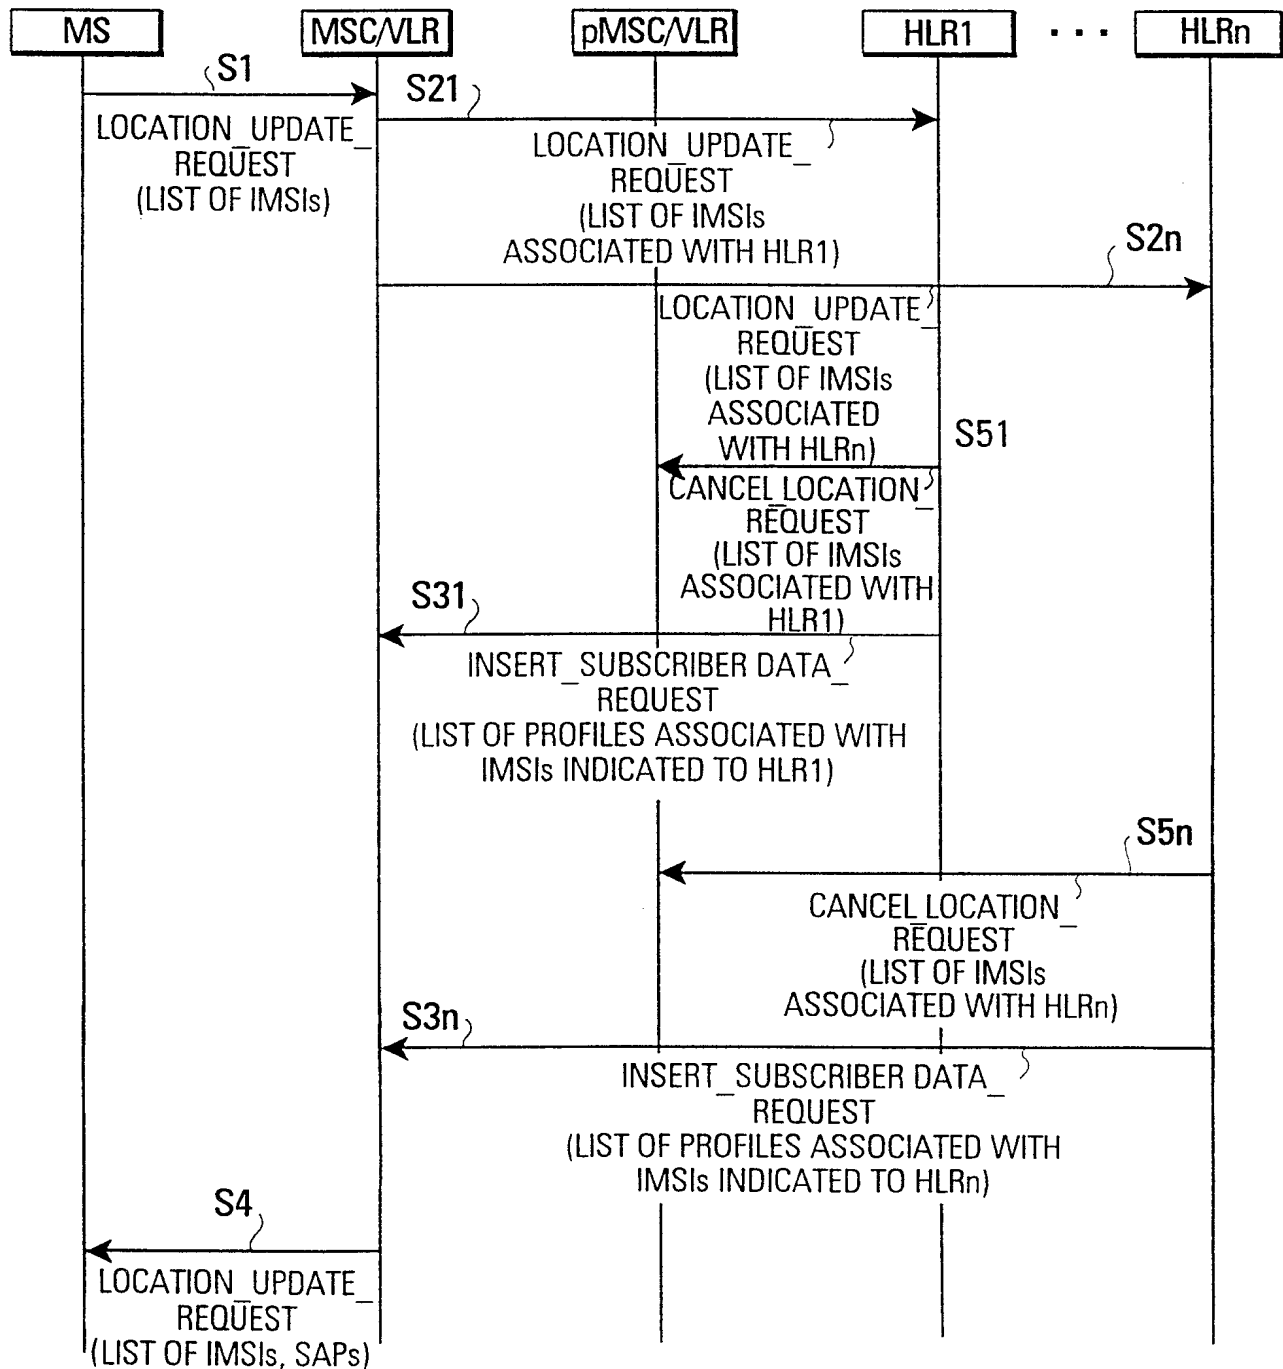 MS
MSC/VLR
pMSC/VLR
HLR1
• • •
HLRn
S1
LOCATION_UPDATE_
REQUEST
(LIST OF IMSIs)
S21
LOCATION_UPDATE_
REQUEST
(LIST OF IMSIs
ASSOCIATED WITH HLR1)
S2n
LOCATION_UPDATE_
REQUEST
(LIST OF IMSIs
ASSOCIATED
WITH HLRn)
S51
CANCEL_LOCATION_
REQUEST
(LIST OF IMSIs
ASSOCIATED WITH
HLR1)
S31
INSERT_SUBSCRIBER DATA_
REQUEST
(LIST OF PROFILES ASSOCIATED WITH
IMSIs INDICATED TO HLR1)
S5n
CANCEL_LOCATION_
REQUEST
(LIST OF IMSIs
ASSOCIATED WITH HLRn)
S3n
INSERT_SUBSCRIBER DATA_
REQUEST
(LIST OF PROFILES ASSOCIATED WITH
IMSIs INDICATED TO HLRn)
S4
LOCATION_UPDATE_
REQUEST
(LIST OF IMSIs, SAPs)